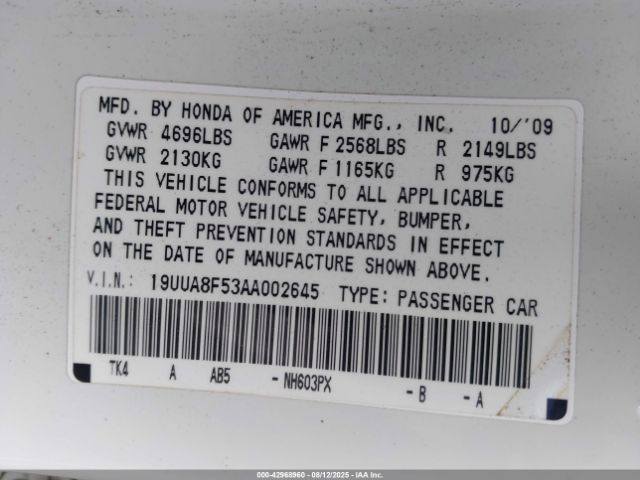 MFD. BY HONDA OF AMERICA MFG., INC. 10/'09
GVWR 4696LBS GAWR F 2568LBS R 2149LBS
GVWR 2130KG GAWR F 1165KG R 975KG
THIS VEHICLE CONFORMS TO ALL APPLICABLE
FEDERAL MOTOR VEHICLE SAFETY, BUMPER,
AND THEFT PREVENTION STANDARDS IN EFFECT
ON THE DATE OF MANUFACTURE SHOWN ABOVE.
V.I.N.: 19UUA8F53AA002645 TYPE: PASSENGER CAR
TK4 A AB5 - NH603PX - B - A
000-42968960 - 08/12/2025 - IAA Inc.